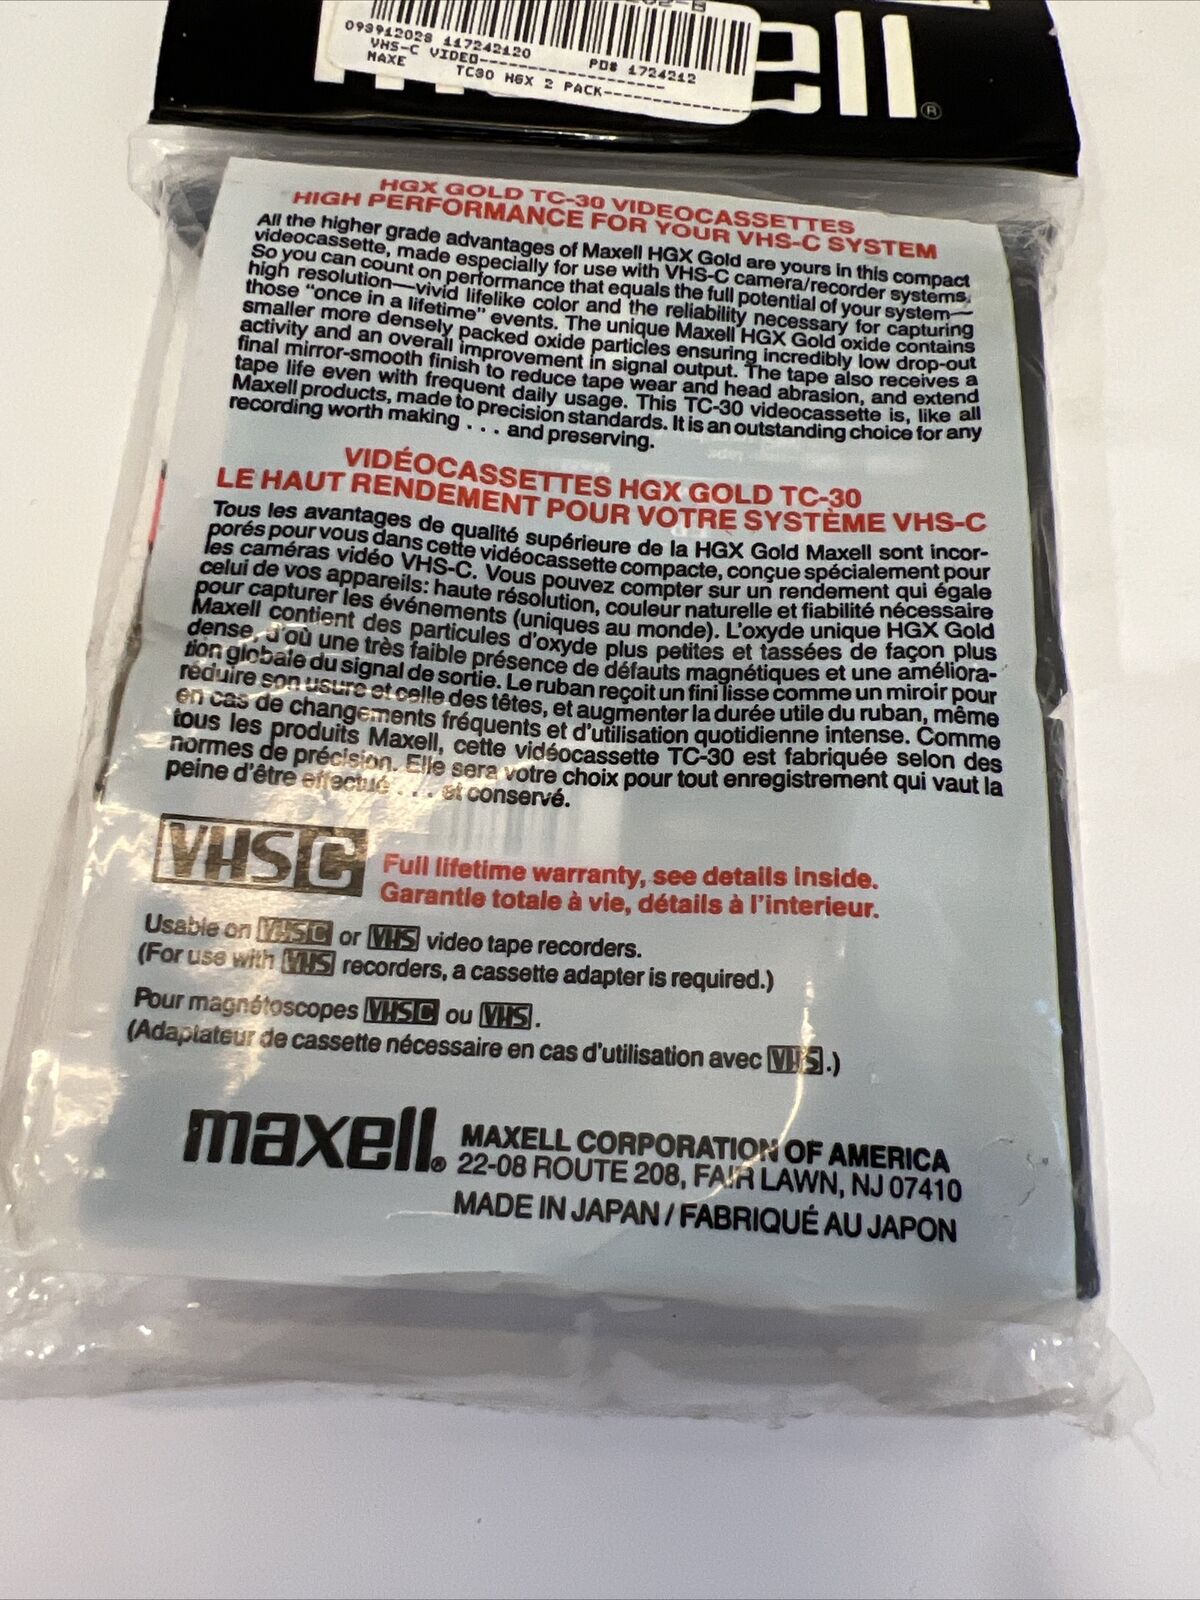 093912028 117242120 PO# 1724212
VHS-C VIDEO--------------------
MAXE TC30 HGX 2 PACK--------------------
ell®
HGX GOLD TC-30 VIDEOCASSETTES
HIGH PERFORMANCE FOR YOUR VHS-C SYSTEM
All the higher grade advantages of Maxell HGX Gold are yours in this compact
videocassette, made especially for use with VHS-C camera/recorder systems.
So you can count on performance that equals the full potential of your system—
high resolution—vivid lifelike color and the reliability necessary for capturing
those "once in a lifetime" events. The unique Maxell HGX Gold oxide contains
smaller more densely packed oxide particles ensuring incredibly low drop-out
activity and an overall improvement in signal output. The tape also receives a
final mirror-smooth finish to reduce tape wear and head abrasion, and extend
tape life even with frequent daily usage. This TC-30 videocassette is, like all
Maxell products, made to precision standards. It is an outstanding choice for any
recording worth making . . . and preserving.
VIDÉOCASSETTES HGX GOLD TC-30
LE HAUT RENDEMENT POUR VOTRE SYSTÈME VHS-C
Tous les avantages de qualité supérieure de la HGX Gold Maxell sont incor-
porés pour vous dans cette vidéocassette compacte, conçue spécialement pour
les caméras vidéo VHS-C. Vous pouvez compter sur un rendement qui égale
celui de vos appareils: haute résolution, couleur naturelle et fiabilité nécessaire
pour capturer les événements (uniques au monde). L'oxyde unique HGX Gold
Maxell contient des particules d'oxyde plus petites et tassées de façon plus
dense, d'où une très faible présence de défauts magnétiques et une améliora-
tion globale du signal de sortie. Le ruban reçoit un fini lisse comme un miroir pour
réduire son usure et celle des têtes, et augmenter la durée utile du ruban, même
en cas de changements fréquents et d'utilisation quotidienne intense. Comme
tous les produits Maxell, cette vidéocassette TC-30 est fabriquée selon des
normes de précision. Elle sera votre choix pour tout enregistrement qui vaut la
peine d'être effectué . . . et conservé.
VHS C
Full lifetime warranty, see details inside.
Garantie totale à vie, détails à l'interieur.
Usable on VHS C or VHS video tape recorders.
(For use with VHS recorders, a cassette adapter is required.)
Pour magnétoscopes VHS C ou VHS.
(Adaptateur de cassette nécessaire en cas d'utilisation avec VHS.)
maxell® MAXELL CORPORATION OF AMERICA
22-08 ROUTE 208, FAIR LAWN, NJ 07410
MADE IN JAPAN / FABRIQUÉ AU JAPON